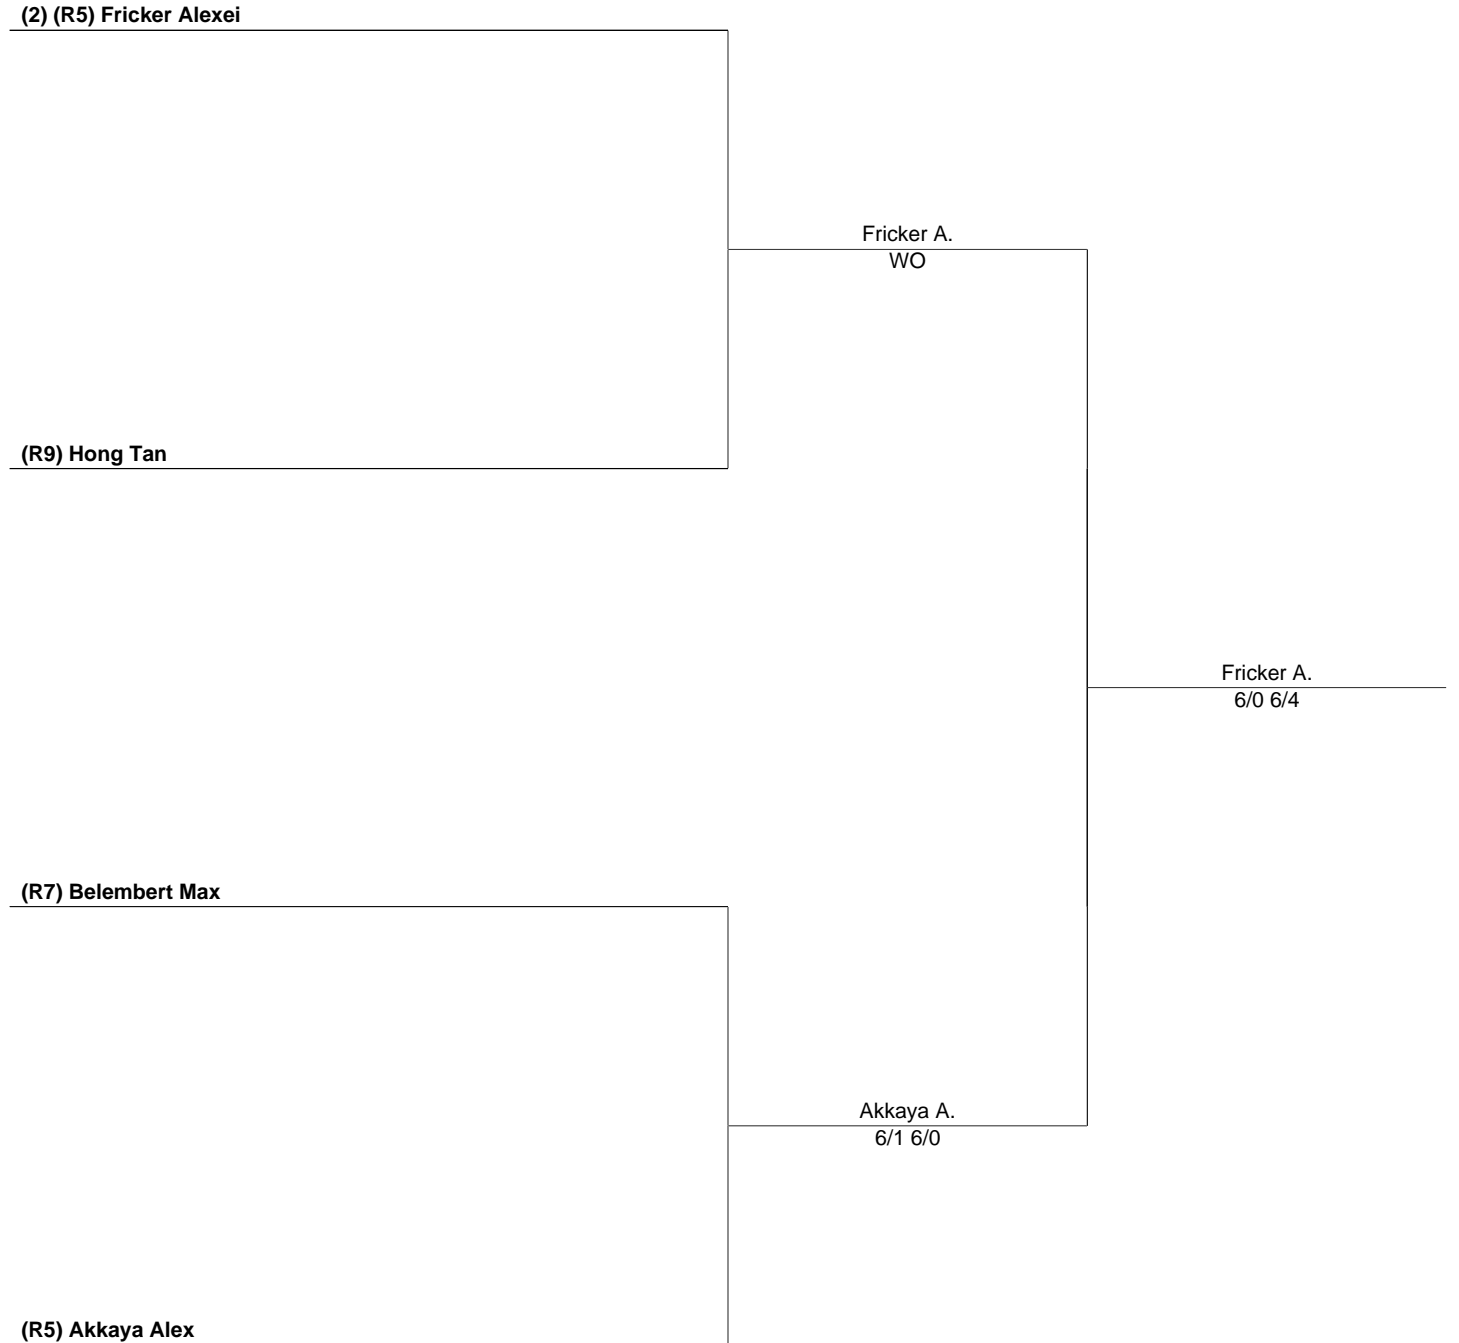 (2) (R5) Fricker Alexei
Fricker A.
WO
(R9) Hong Tan
Fricker A.
6/0 6/4
(R7) Belembert Max
Akkaya A.
6/1 6/0
(R5) Akkaya Alex